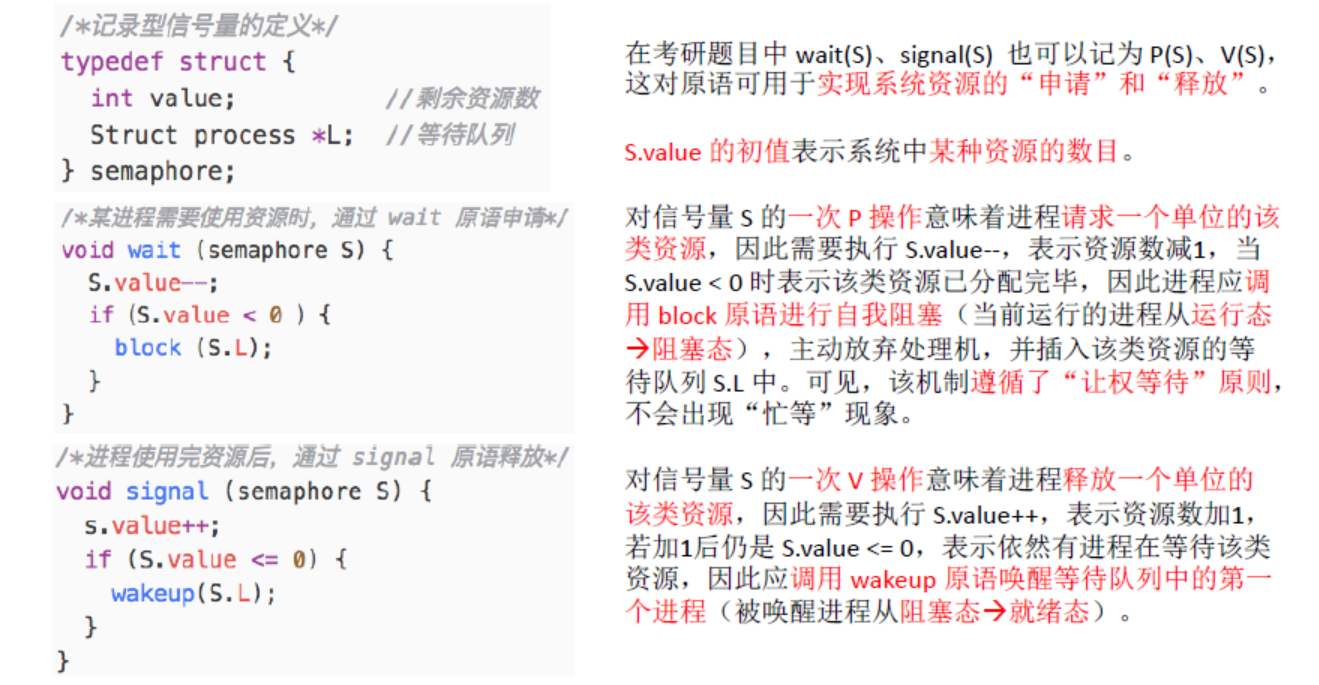 /*记录型信号量的定义*/
typedef struct {
int value; //剩余资源数
Struct process *L; //等待队列
} semaphore;
/*某进程需要使用资源时，通过 wait 原语申请*/
void wait (semaphore S) {
S.value--;
if (S.value < 0 ) {
block (S.L);
}
}
/*进程使用完资源后，通过 signal 原语释放*/
void signal (semaphore S) {
s.value++;
if (S.value <= 0) {
wakeup(S.L);
}
}
在考研题目中 wait(S)、signal(S) 也可以记为 P(S)、V(S)，
这对原语可用于实现系统资源的“申请”和“释放”。
S.value 的初值表示系统中某种资源的数目。
对信号量 S 的一次 P 操作意味着进程请求一个单位的该
类资源，因此需要执行 S.value--，表示资源数减1，当
S.value < 0 时表示该类资源已分配完毕，因此进程应调
用 block 原语进行自我阻塞（当前运行的进程从运行态
→阻塞态），主动放弃处理机，并插入该类资源的等
待队列 S.L 中。可见，该机制遵循了“让权等待”原则，
不会出现“忙等”现象。
对信号量 S 的一次 V 操作意味着进程释放一个单位的
该类资源，因此需要执行 S.value++，表示资源数加1，
若加1后仍是 S.value <= 0，表示依然有进程在等待该类
资源，因此应调用 wakeup 原语唤醒等待队列中的第一
个进程（被唤醒进程从阻塞态→就绪态）。